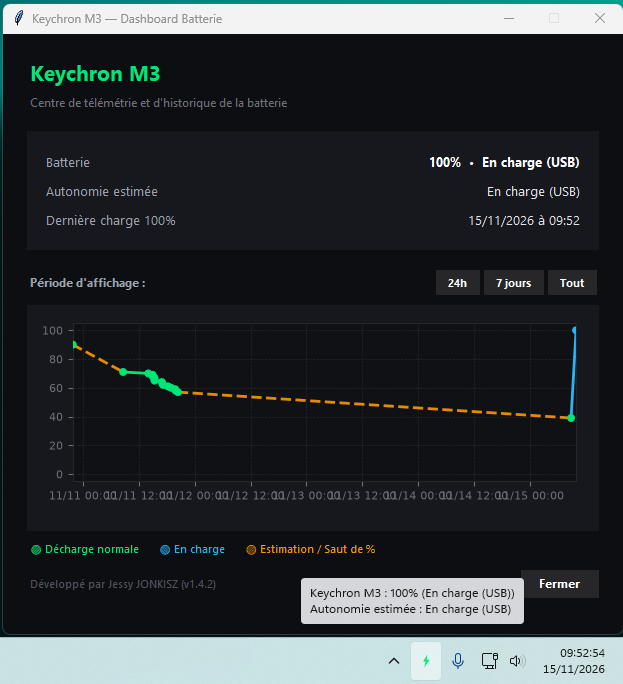 Keychron M3 — Dashboard Batterie
Keychron M3
Centre de télémétrie et d'historique de la batterie
Batterie 100% • En charge (USB)
Autonomie estimée En charge (USB)
Dernière charge 100% 15/11/2026 à 09:52
Période d'affichage : 24h 7 jours Tout
100
80
60
40
20
0
11/11 00:00 11/11 12:00 11/12 00:00 11/12 12:00 11/13 00:00 11/13 12:00 11/14 00:00 11/14 12:00 11/15 00:00
Décharge normale En charge Estimation / Saut de %
Développé par Jessy JONKISZ (v1.4.2) Fermer
Keychron M3 : 100% (En charge (USB))
Autonomie estimée : En charge (USB)
09:52:54
15/11/2026